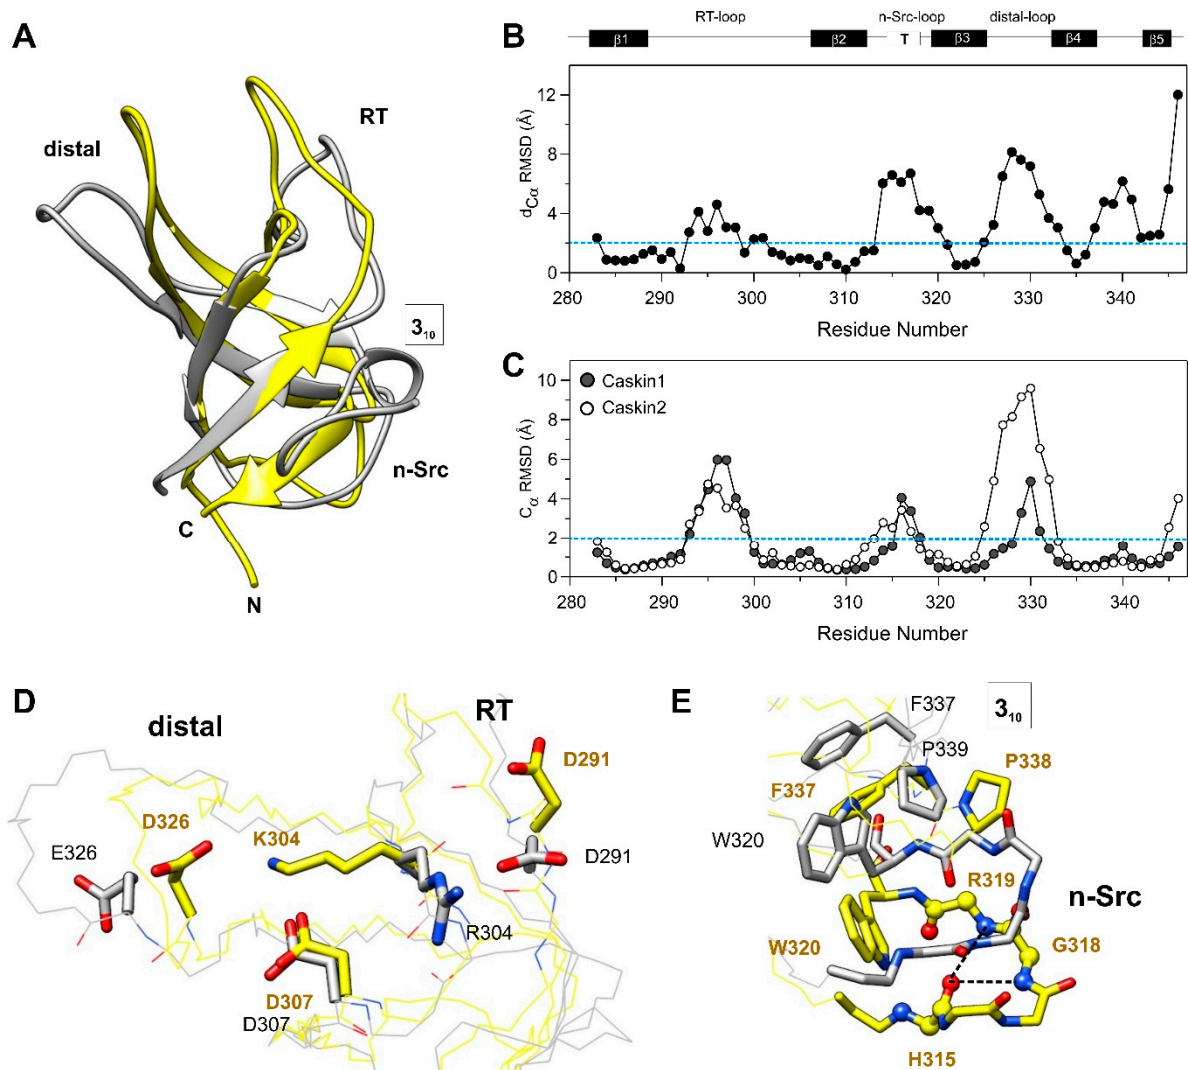 A
distal
RT
3₁₀
n-Src
C
N
B
RT-loop
n-Src-loop
distal-loop
β1
β2
T
β3
β4
β5
dCα RMSD (Å)
12
8
4
0
280
290
300
310
320
330
340
Residue Number
C
Caskin1
Caskin2
Cα RMSD (Å)
10
8
6
4
2
0
280
290
300
310
320
330
340
Residue Number
D
distal
RT
D291
D326
K304
E326
D291
R304
D307
D307
E
3₁₀
F337
P339
P338
F337
W320
R319
n-Src
W320
G318
H315